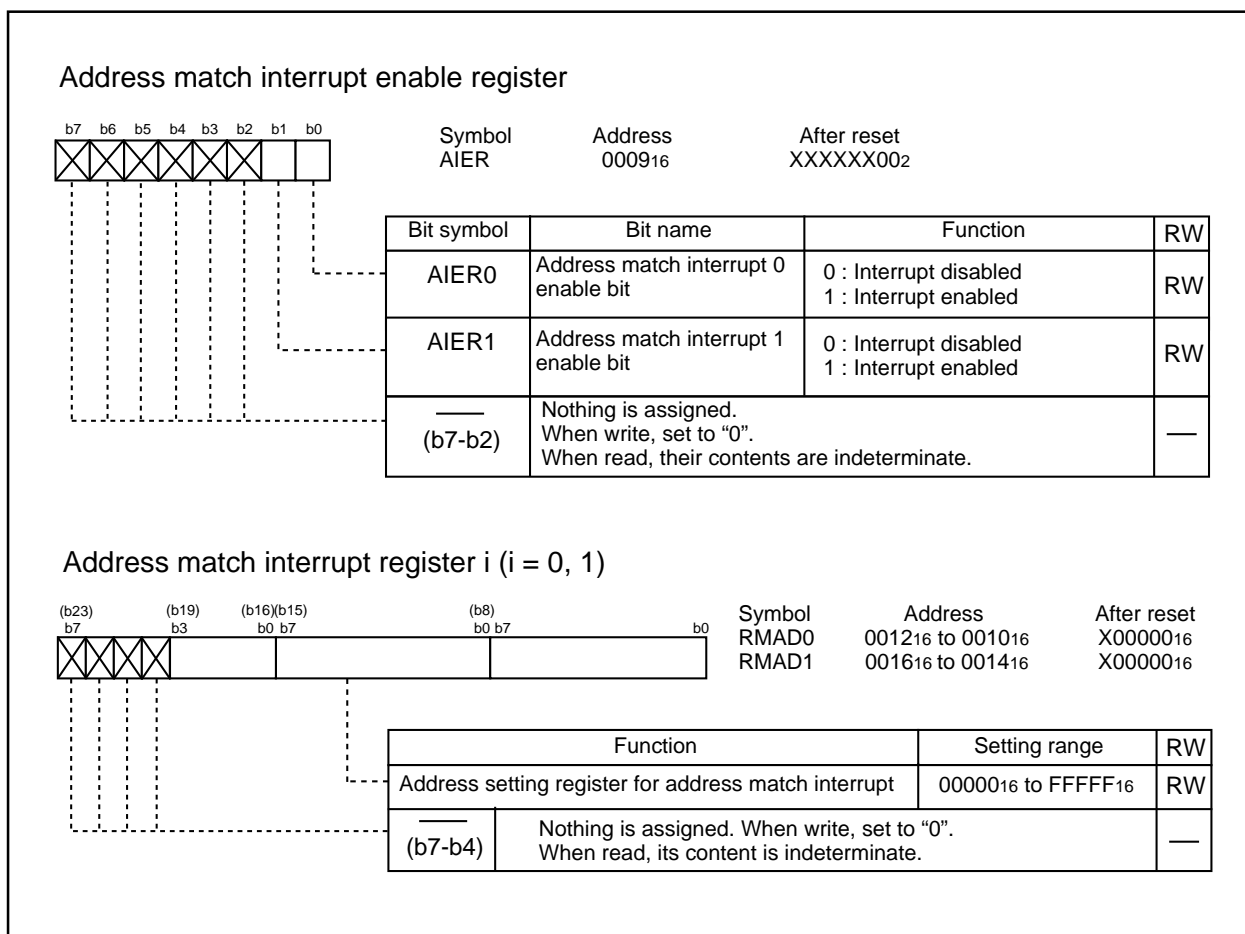 Address match interrupt enable register
b7 b6 b5 b4 b3 b2 b1 b0
Symbol Address After reset
AIER 000916 XXXXXX002
Bit symbol Bit name Function RW
AIER0 Address match interrupt 0 enable bit 0 : Interrupt disabled 1 : Interrupt enabled RW
AIER1 Address match interrupt 1 enable bit 0 : Interrupt disabled 1 : Interrupt enabled RW
(b7-b2) Nothing is assigned.
When write, set to “0”.
When read, their contents are indeterminate. —
Address match interrupt register i (i = 0, 1)
(b23) (b19) (b16)(b15) (b8)
b7 b3 b0 b7 b0 b7 b0
Symbol Address After reset
RMAD0 001216 to 001016 X0000016
RMAD1 001616 to 001416 X0000016
Function Setting range RW
Address setting register for address match interrupt 0000016 to FFFFF16 RW
(b7-b4) Nothing is assigned. When write, set to “0”.
When read, its content is indeterminate. —